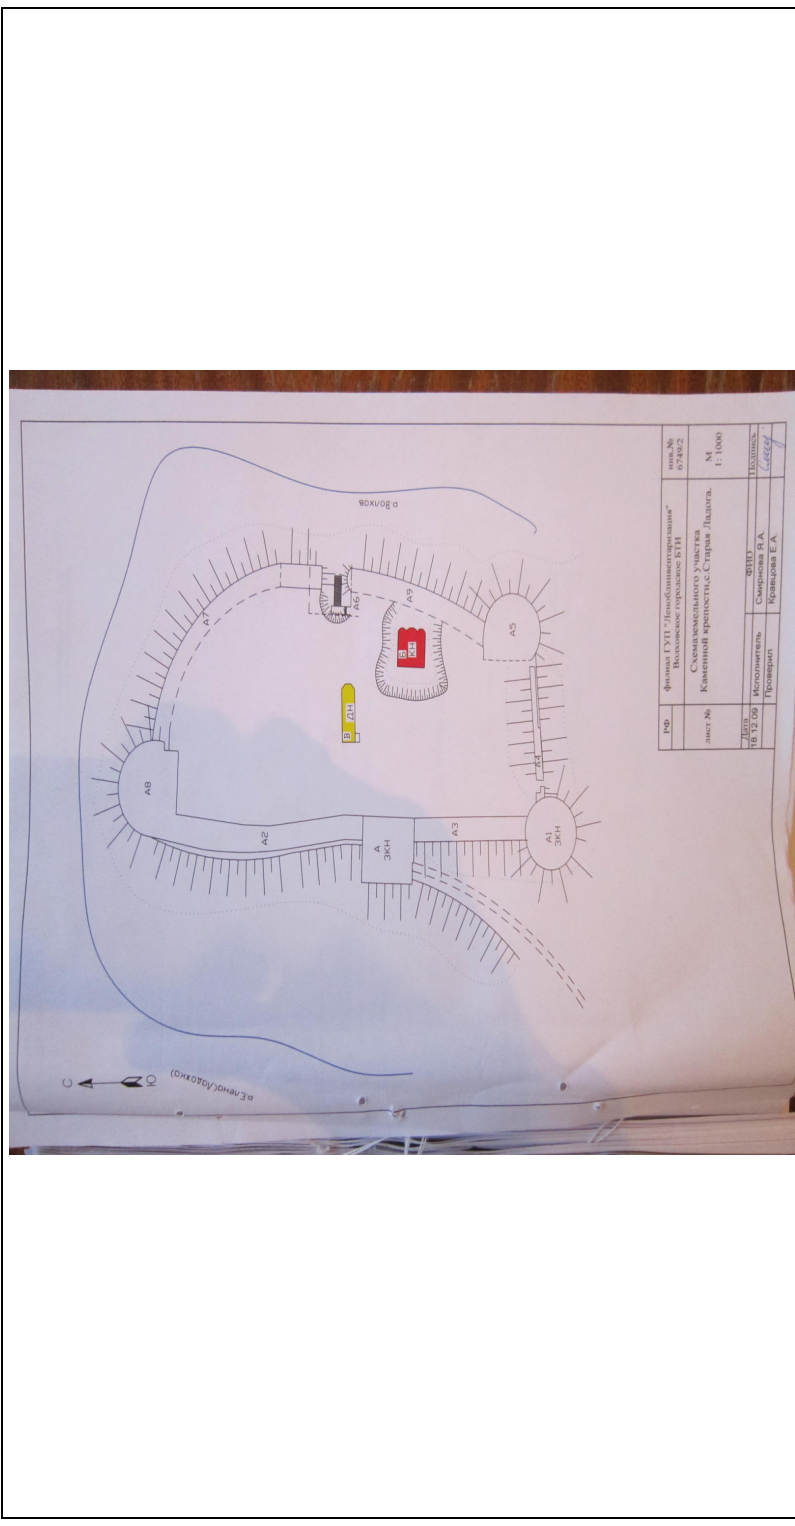 С
Ю
р.Елена(Ладожка)
р.Волхов
А8
А7
А2
А
ЗКН
А3
А1
ЗКН
А4
А5
А9
А6
Б
КН
В
ДН
РФ
филиал ГУП "Леноблинвентаризация"
Волховское городское БТИ
инв.№
6749/2
лист №
Схемаземельного участка
Каменной крепости,с.Старая Ладога.
М
1: 1000
Дата
ФИО
Подпись
18.12.09
Исполнитель
Смирнова Я.А.
Проверил
Кравцова Е.А.